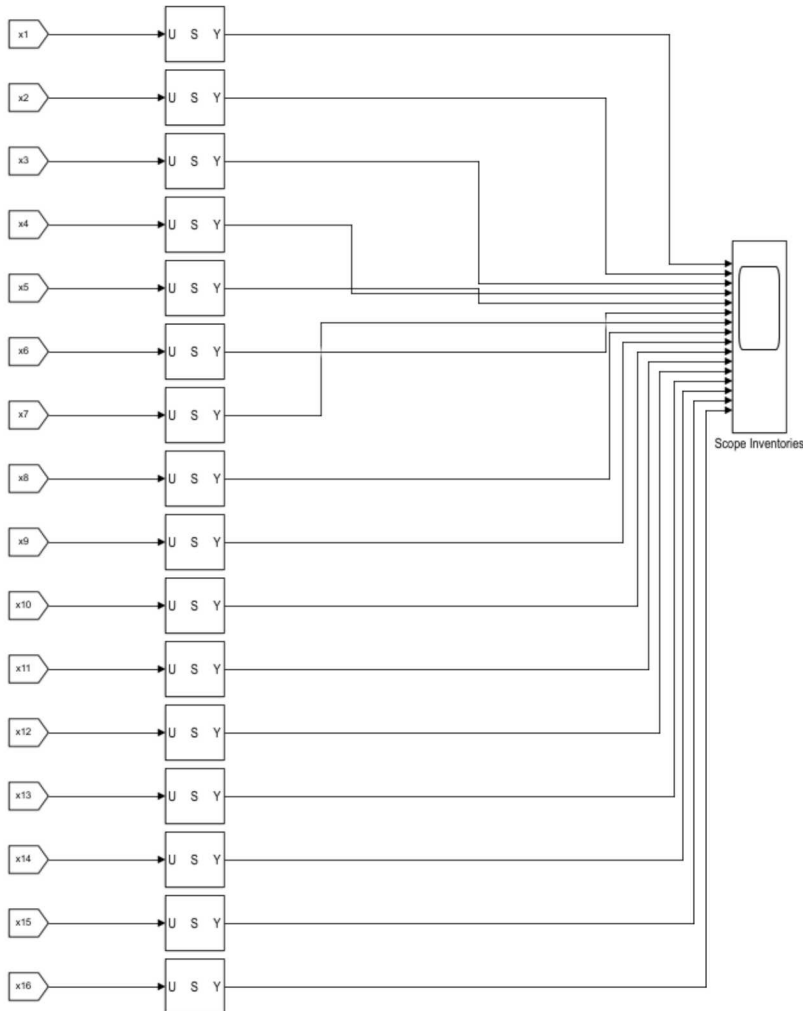 x1 U S Y
x2 U S Y
x3 U S Y
x4 U S Y
x5 U S Y
x6 U S Y
x7 U S Y
x8 U S Y
x9 U S Y
x10 U S Y
x11 U S Y
x12 U S Y
x13 U S Y
x14 U S Y
x15 U S Y
x16 U S Y
Scope Inventories